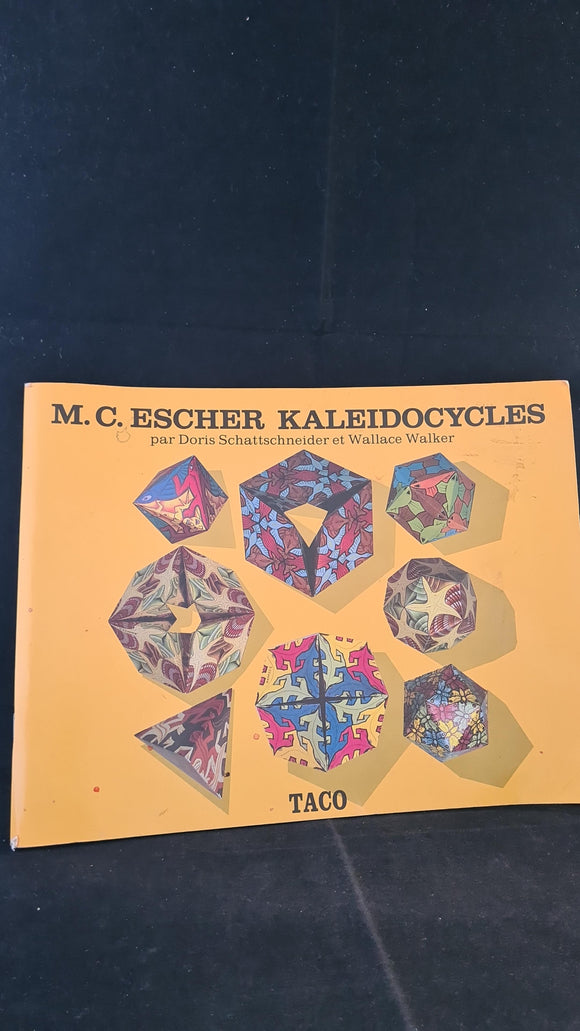 M.C. ESCHER KALEIDOCYCLES
par Doris Schattschneider et Wallace Walker
TACO